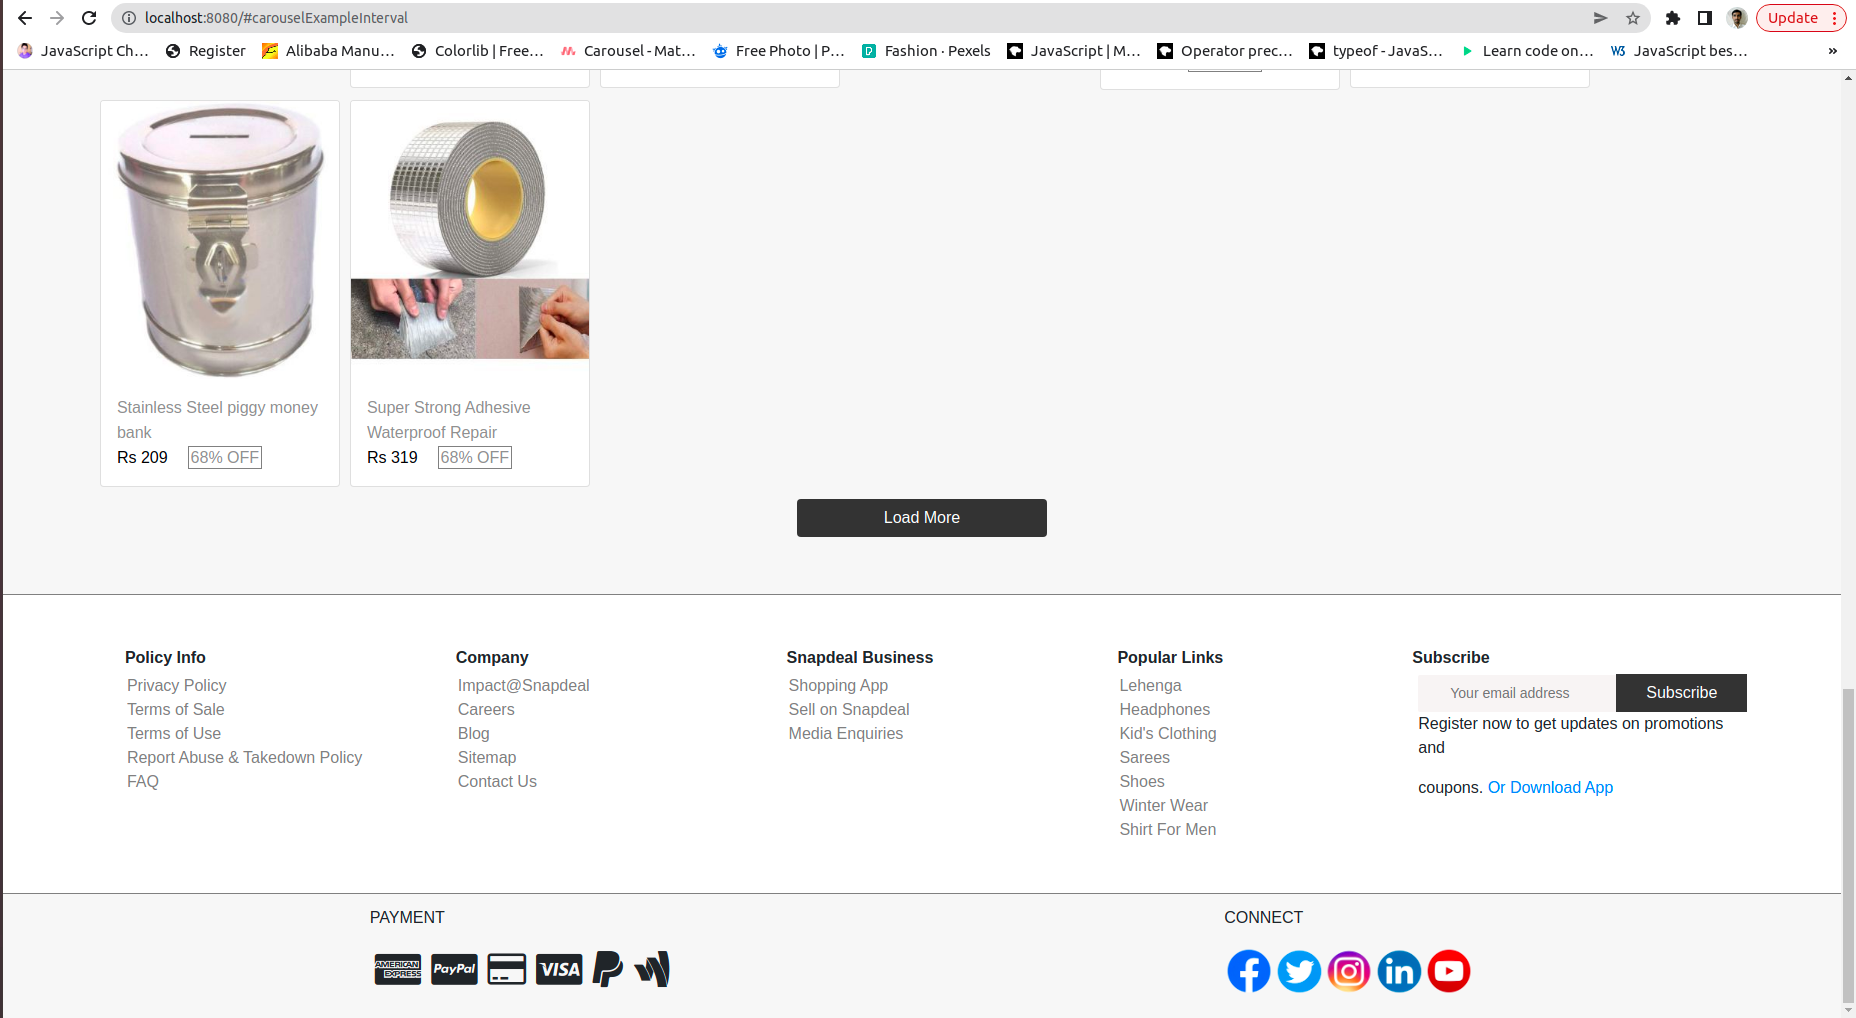 localhost:8080/#carouselExampleInterval
Update
JavaScript Ch...
Register
Alibaba Manu...
Colorlib | Free...
Carousel - Mat...
Free Photo | P...
Fashion · Pexels
JavaScript | M...
Operator prec...
typeof - JavaS...
Learn code on...
JavaScript bes...
»
Stainless Steel piggy money
bank
Rs 209 68% OFF
Super Strong Adhesive
Waterproof Repair
Rs 319 68% OFF
Load More
Policy Info
Privacy Policy
Terms of Sale
Terms of Use
Report Abuse & Takedown Policy
FAQ
Company
Impact@Snapdeal
Careers
Blog
Sitemap
Contact Us
Snapdeal Business
Shopping App
Sell on Snapdeal
Media Enquiries
Popular Links
Lehenga
Headphones
Kid's Clothing
Sarees
Shoes
Winter Wear
Shirt For Men
Subscribe
Your email address
Subscribe
Register now to get updates on promotions
and
coupons. Or Download App
PAYMENT
AMERICAN
EXPRESS
PayPal
VISA
CONNECT
in